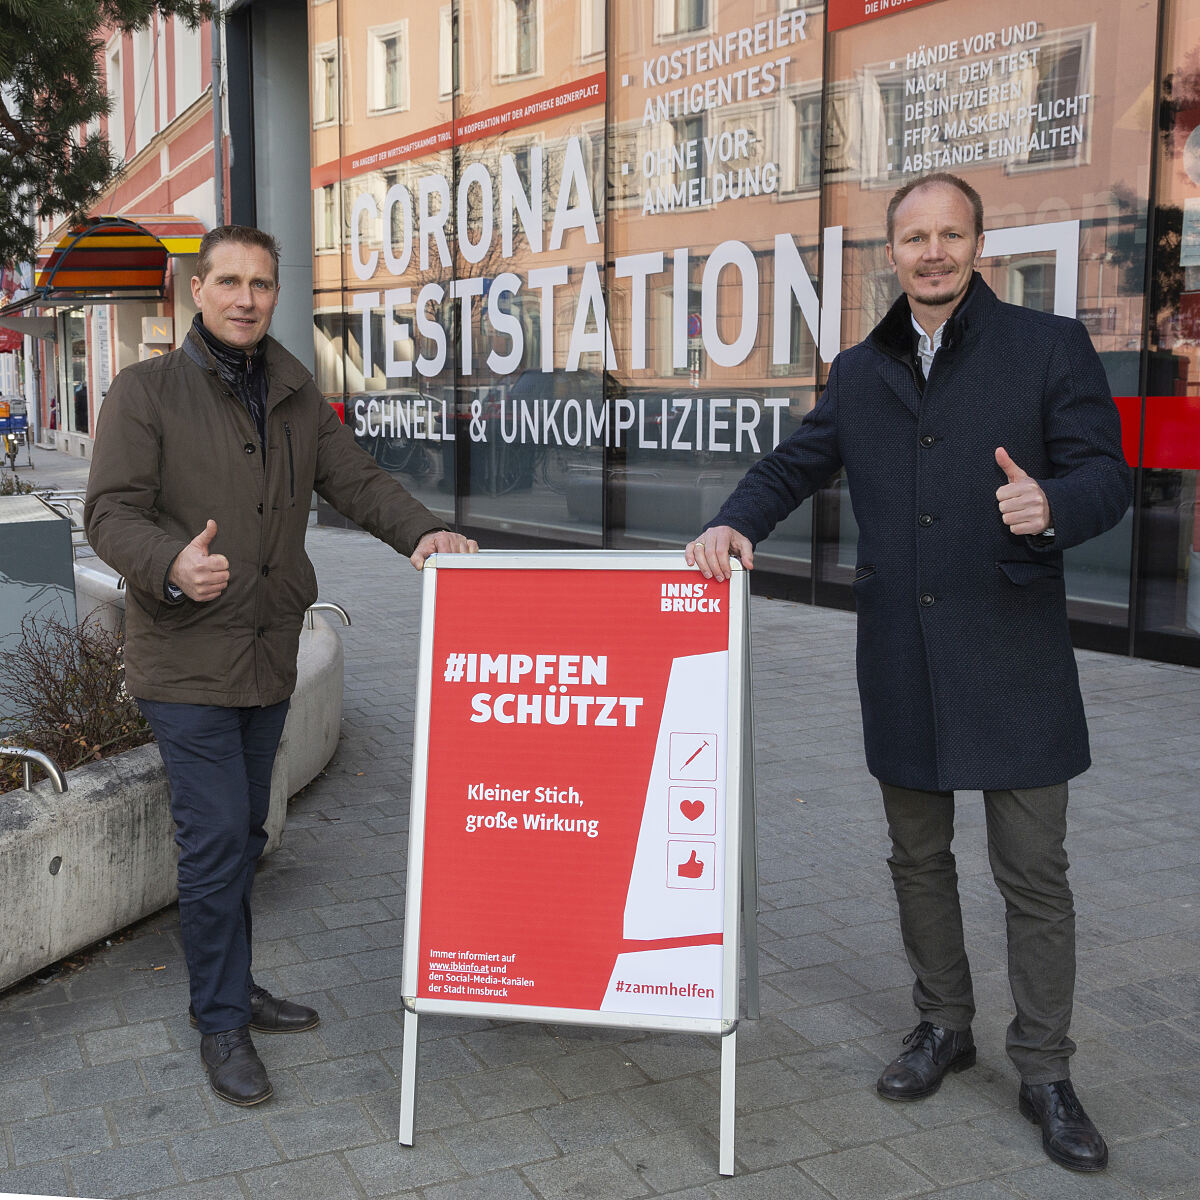 EIN ANGEBOT DER WIRTSCHAFTSKAMMER TIROL IN KOOPERATION MIT DER APOTHEKE BOZNERPLATZ
CORONA
TESTSTATION
SCHNELL & UNKOMPLIZIERT
▪ KOSTENFREIER
ANTIGENTEST
▪ OHNE VOR-
ANMELDUNG
▪ HÄNDE VOR UND
NACH DEM TEST
DESINFIZIEREN
▪ FFP2 MASKEN-PFLICHT
▪ ABSTÄNDE EINHALTEN
INNS'
BRUCK
#IMPFEN
SCHÜTZT
Kleiner Stich,
große Wirkung
Immer informiert auf
www.ibkinfo.at und
den Social-Media-Kanälen
der Stadt Innsbruck
#zammhelfen